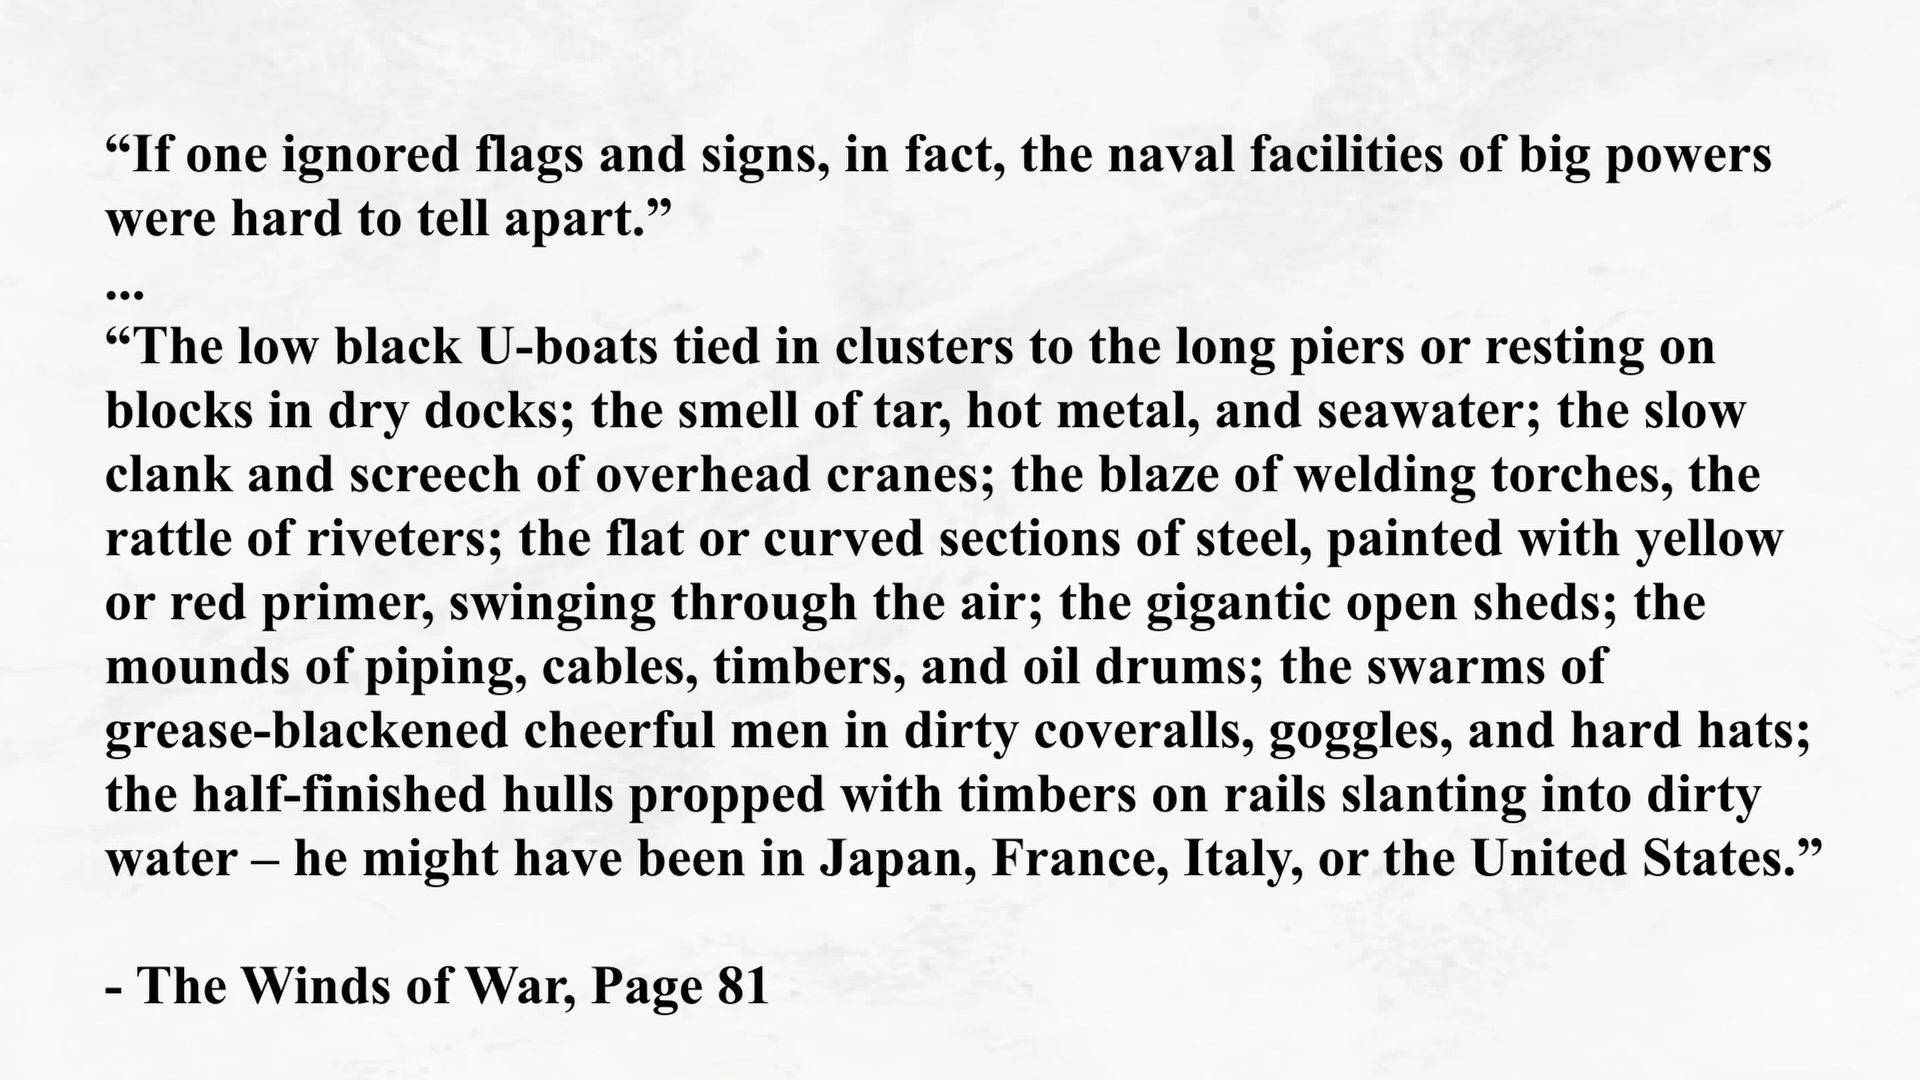 “If one ignored flags and signs, in fact, the naval facilities of big powers
were hard to tell apart.”
...
“The low black U-boats tied in clusters to the long piers or resting on
blocks in dry docks; the smell of tar, hot metal, and seawater; the slow
clank and screech of overhead cranes; the blaze of welding torches, the
rattle of riveters; the flat or curved sections of steel, painted with yellow
or red primer, swinging through the air; the gigantic open sheds; the
mounds of piping, cables, timbers, and oil drums; the swarms of
grease-blackened cheerful men in dirty coveralls, goggles, and hard hats;
the half-finished hulls propped with timbers on rails slanting into dirty
water – he might have been in Japan, France, Italy, or the United States.”
- The Winds of War, Page 81